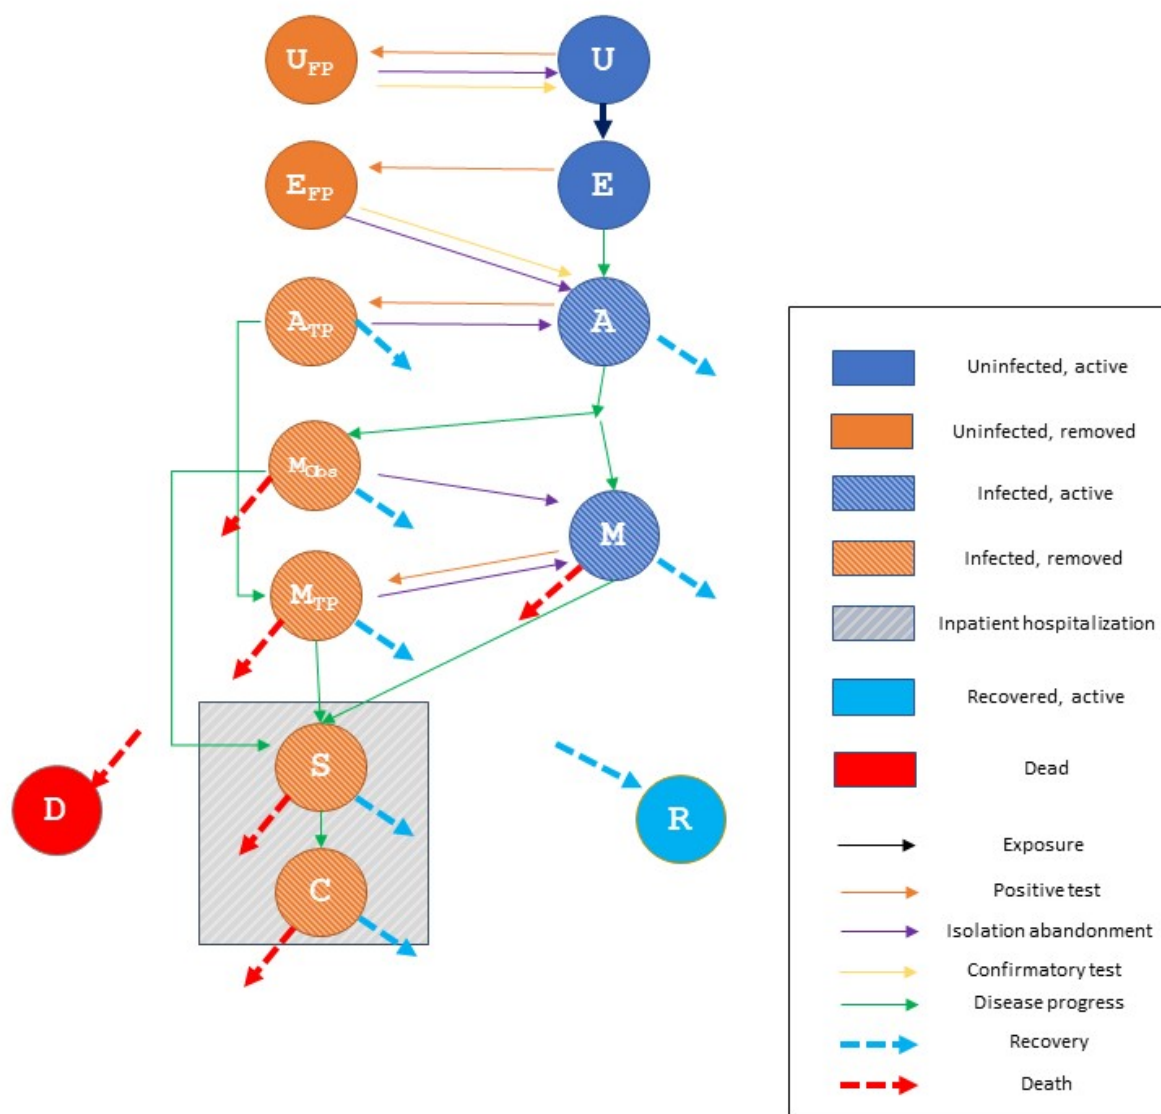 U_FP
U
E_FP
E
A_TP
A
M_Obs
M
M_TP
S
D
R
C
Uninfected, active
Uninfected, removed
Infected, active
Infected, removed
Inpatient hospitalization
Recovered, active
Dead
Exposure
Positive test
Isolation abandonment
Confirmatory test
Disease progress
Recovery
Death